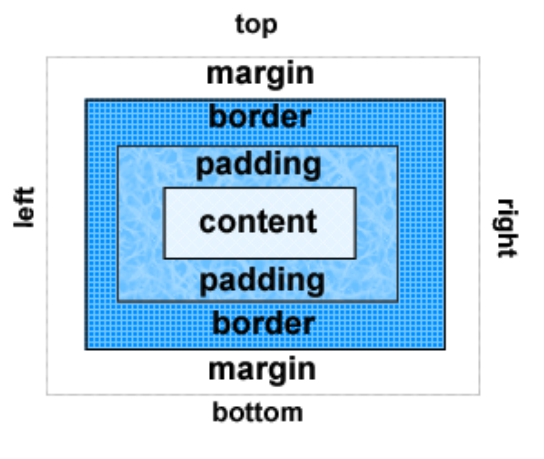 top
margin
border
padding
left
content
right
padding
border
margin
bottom